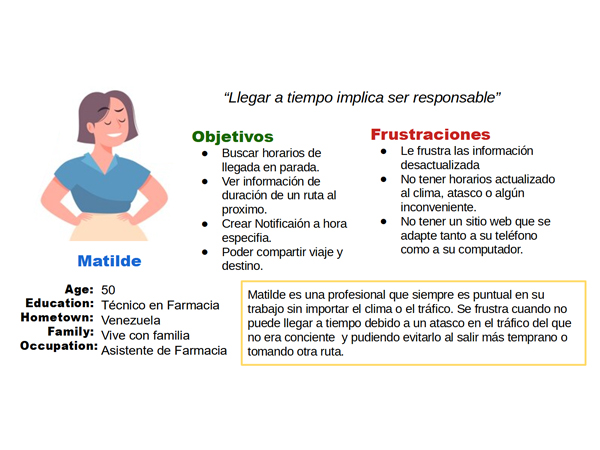 “Llegar a tiempo implica ser responsable”
Objetivos
● Buscar horarios de
llegada en parada.
● Ver información de
duración de un ruta al
proximo.
● Crear Notificaión a hora
especifia.
● Poder compartir viaje y
destino.
Frustraciones
● Le frustra las información
desactualizada
● No tener horarios actualizado
al clima, atasco o algún
inconveniente.
● No tener un sitio web que se
adapte tanto a su teléfono
como a su computador.
Matilde
Age: 50
Education: Técnico en Farmacia
Hometown: Venezuela
Family: Vive con familia
Occupation: Asistente de Farmacia
Matilde es una profesional que siempre es puntual en su
trabajo sin importar el clima o el tráfico. Se frustra cuando no
puede llegar a tiempo debido a un atasco en el tráfico del que
no era conciente y pudiendo evitarlo al salir más temprano o
tomando otra ruta.